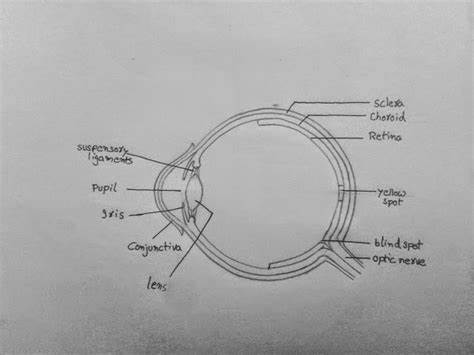 sclera
choroid
Retina
suspensory
ligaments
Pupil
yellow
spot
Iris
Conjunctiva
blind spot
optic nerve
lens